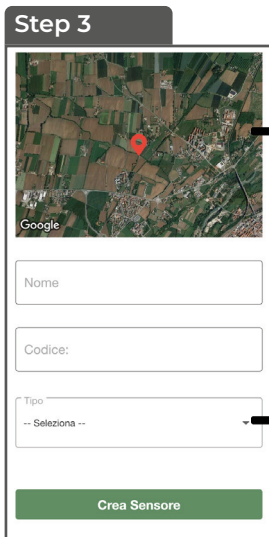 Step 3
Google
Nome
Codice:
Tipo
-- Seleziona --
Crea Sensore